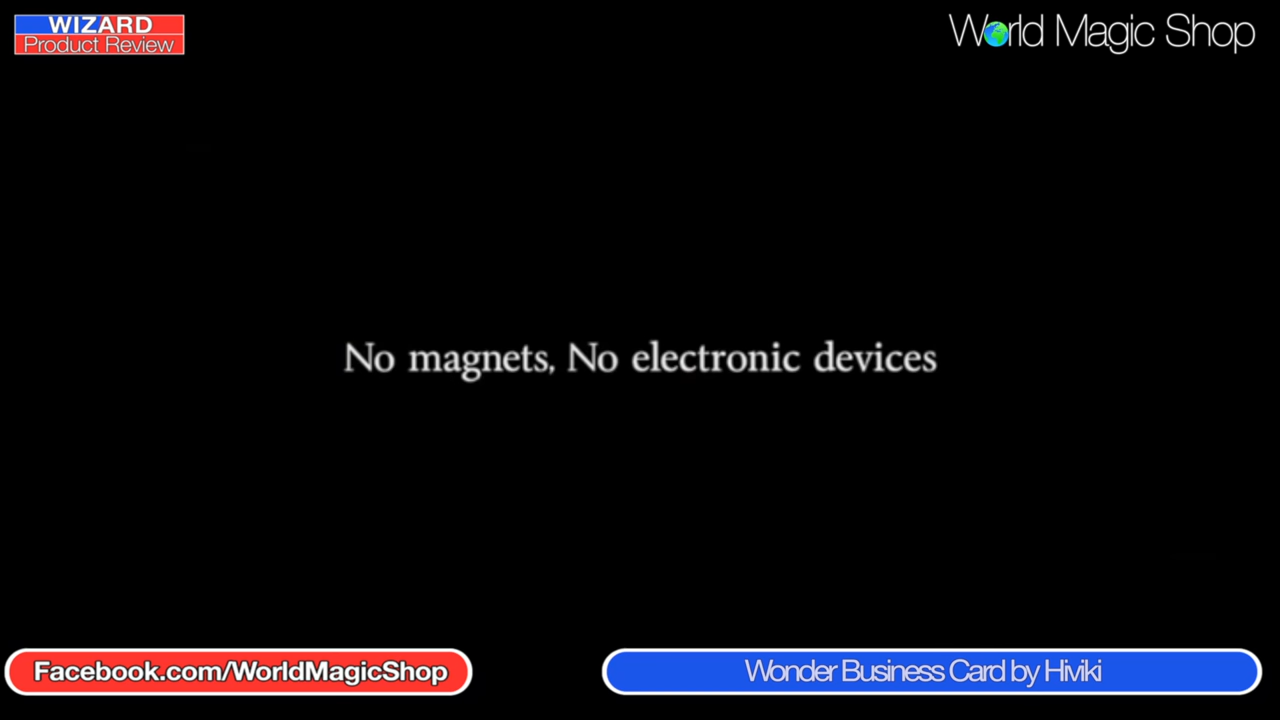 WIZARD
Product Review
World Magic Shop
No magnets, No electronic devices
Facebook.com/WorldMagicShop
Wonder Business Card by Hiviki